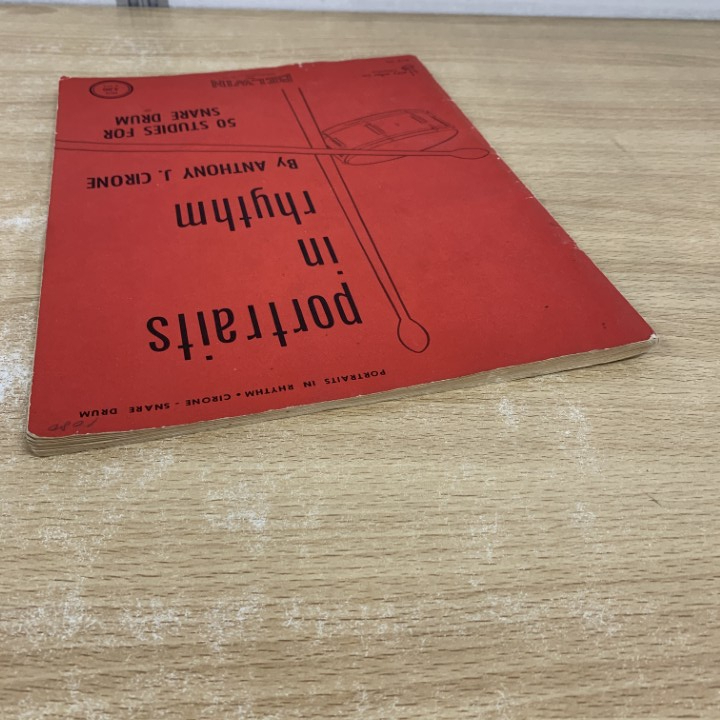 PORTRAITS IN RHYTHM • CIRONE - SNARE DRUM
portraits
in
rhythm
By ANTHONY J. CIRONE
50 STUDIES FOR
SNARE DRUM
BELWIN